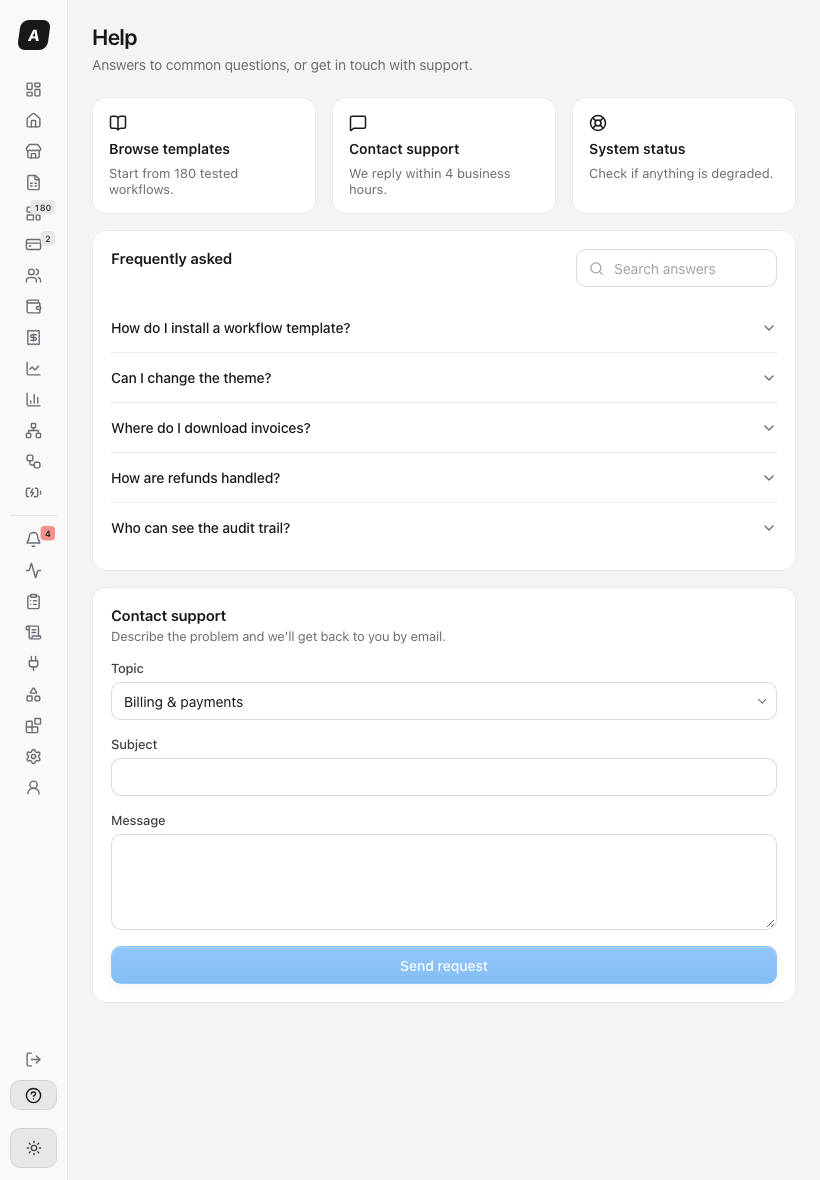 A
Help
Answers to common questions, or get in touch with support.
Browse templates
Start from 180 tested
workflows.
Contact support
We reply within 4 business
hours.
System status
Check if anything is degraded.
180
2
4
Frequently asked
Search answers
How do I install a workflow template?
Can I change the theme?
Where do I download invoices?
How are refunds handled?
Who can see the audit trail?
Contact support
Describe the problem and we’ll get back to you by email.
Topic
Billing & payments
Subject
Message
Send request